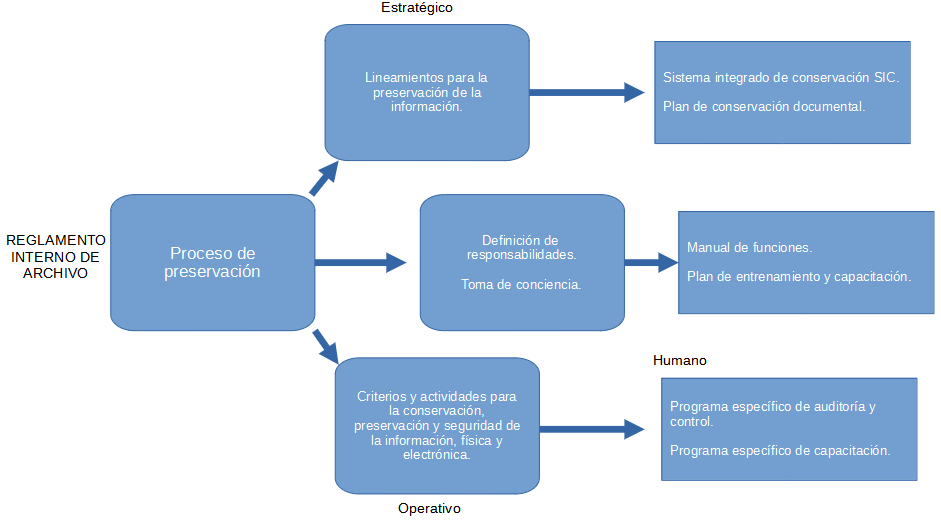 Estratégico
Lineamientos para la
preservación de la
información.
Sistema integrado de conservación SIC.
Plan de conservación documental.
REGLAMENTO
INTERNO DE
ARCHIVO
Proceso de
preservación
Definición de
responsabilidades.
Toma de conciencia.
Manual de funciones.
Plan de entrenamiento y capacitación.
Humano
Criterios y actividades para
la conservación,
preservación y seguridad de
la información, física y
electrónica.
Programa específico de auditoría y
control.
Programa específico de capacitación.
Operativo